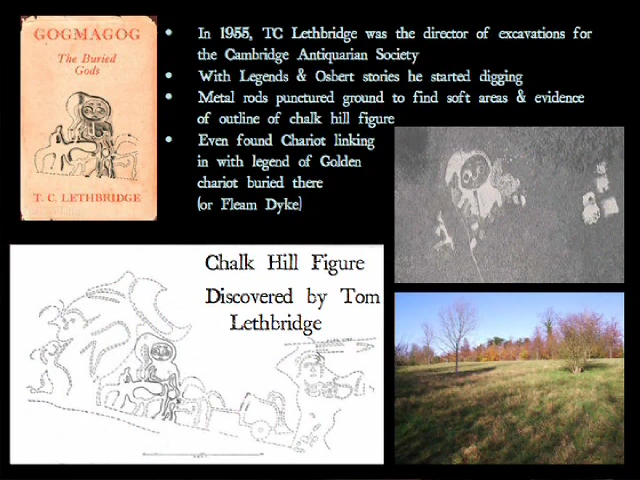 GOGMAGOG
The Buried
Gods
T. C. LETHBRIDGE
• In 1955, TC Lethbridge was the director of excavations for
the Cambridge Antiquarian Society
• With Legends & Osbert stories he started digging
• Metal rods punctured ground to find soft areas & evidence
of outline of chalk hill figure
• Even found Chariot linking
in with legend of Golden
chariot buried there
(or Fleam Dyke)
Chalk Hill Figure
Discovered by Tom
Lethbridge